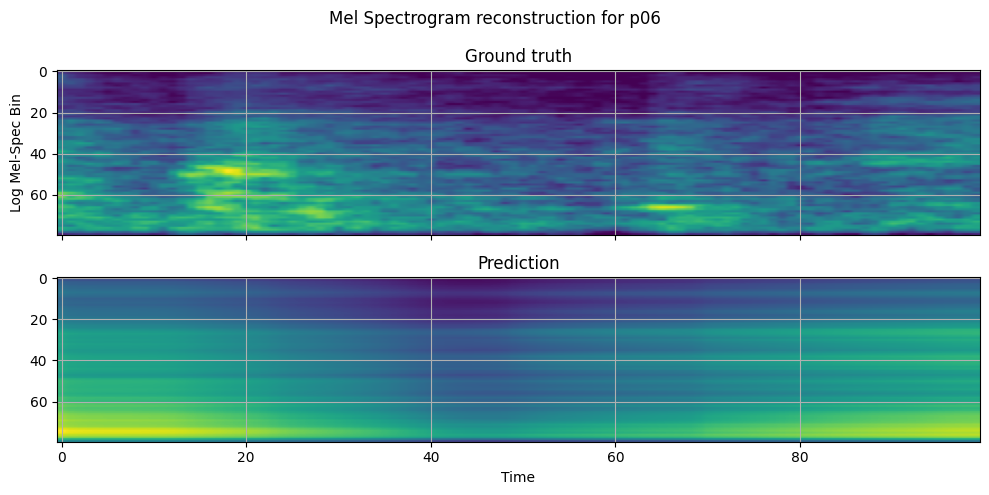 Mel Spectrogram reconstruction for p06
Ground truth
0
20
40
60
Log Mel-Spec Bin
Prediction
0
20
40
60
0 20 40 60 80
Time